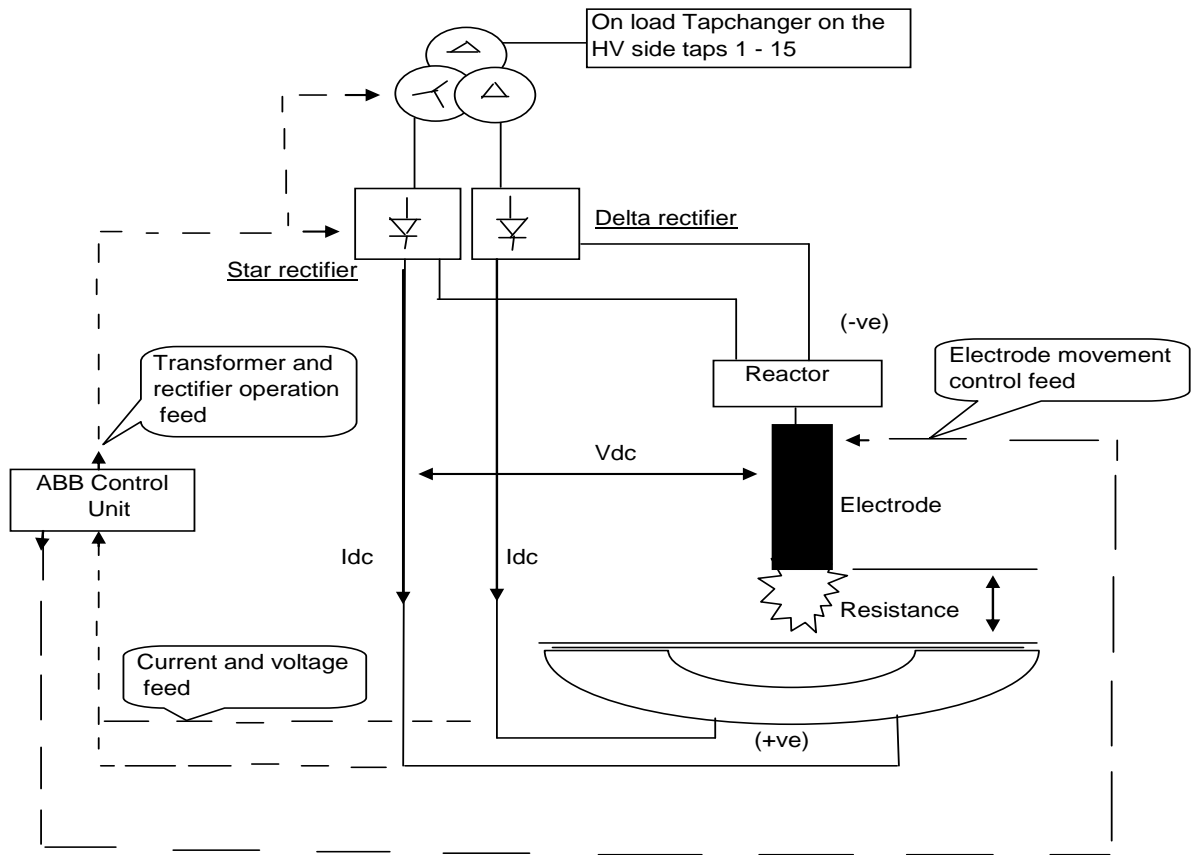 On load Tapchanger on the
HV side taps 1 - 15
Delta rectifier
Star rectifier
(-ve)
Transformer and
rectifier operation
feed
Electrode movement
control feed
Reactor
Vdc
ABB Control
Unit
Electrode
Idc
Idc
Resistance
Current and voltage
feed
(+ve)